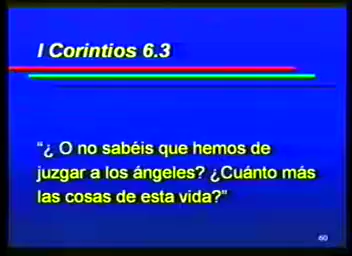 I Corintios 6.3
“¿ O no sabéis que hemos de
juzgar a los ángeles? ¿Cuánto más
las cosas de esta vida?”
60